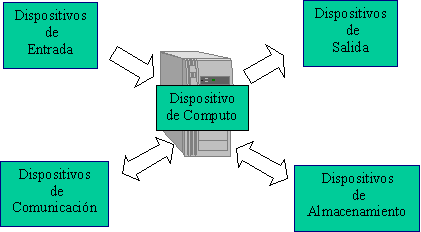 Dispositivos
de
Entrada
Dispositivos
de
Salida
Dispositivo
de Computo
Dispositivos
de
Comunicación
Dispositivos
de
Almacenamiento